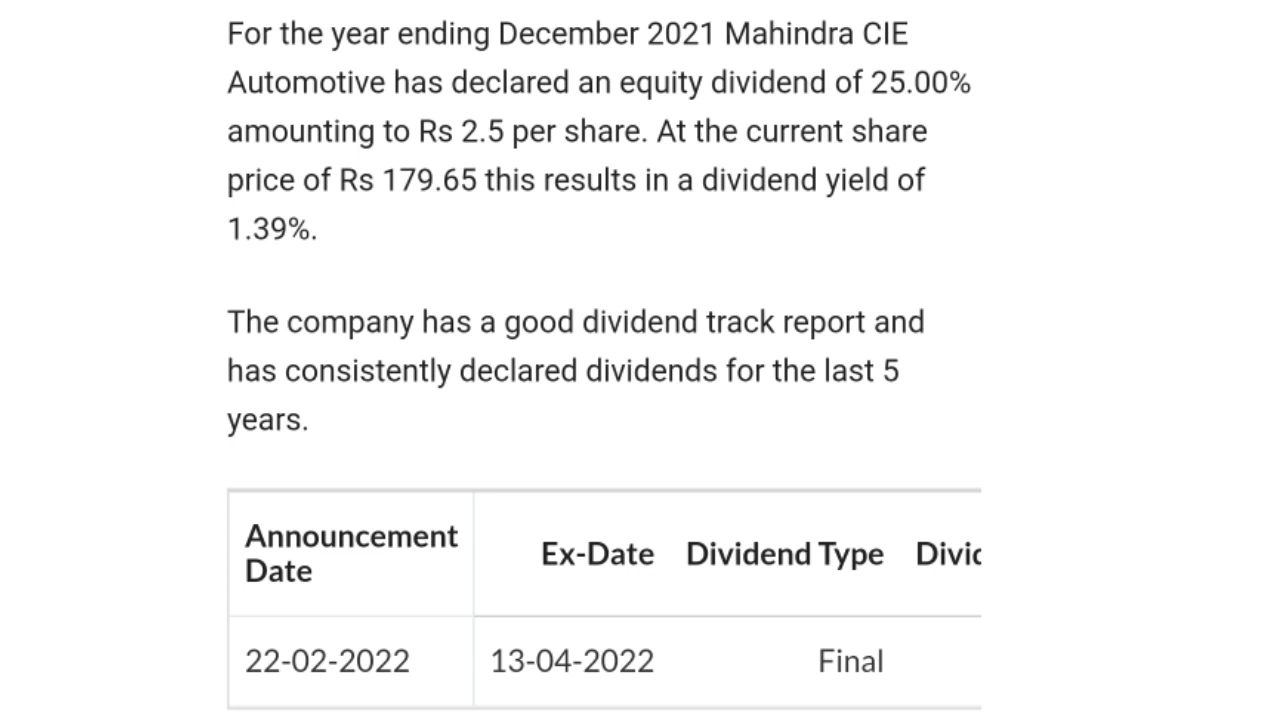 For the year ending December 2021 Mahindra CIE
Automotive has declared an equity dividend of 25.00%
amounting to Rs 2.5 per share. At the current share
price of Rs 179.65 this results in a dividend yield of
1.39%.
The company has a good dividend track report and
has consistently declared dividends for the last 5
years.
Announcement
Date
Ex-Date Dividend Type
22-02-2022 13-04-2022 Final